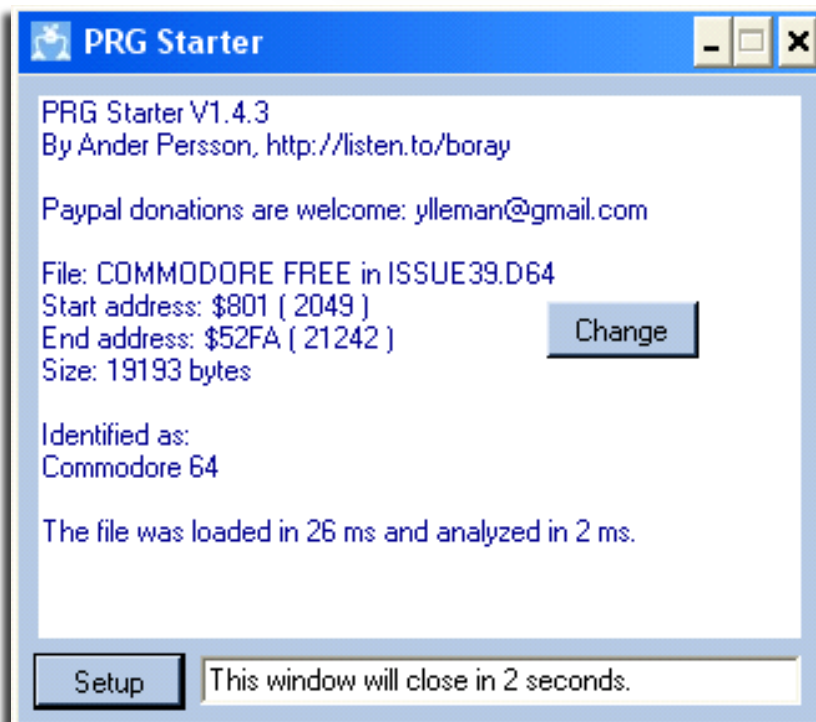 PRG Starter
PRG Starter V1.4.3
By Ander Persson, http://listen.to/boray
Paypal donations are welcome: ylleman@gmail.com
File: COMMODORE FREE in ISSUE39.D64
Start address: $801 ( 2049 )
End address: $52FA ( 21242 )
Change
Size: 19193 bytes
Identified as:
Commodore 64
The file was loaded in 26 ms and analyzed in 2 ms.
Setup
This window will close in 2 seconds.